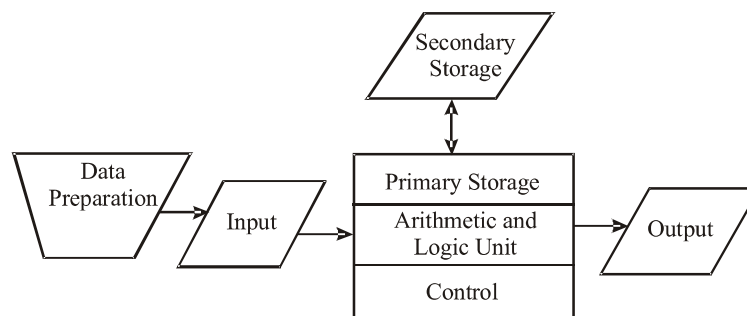 Secondary
Storage
Data
Preparation
Input
Primary Storage
Arithmetic and
Logic Unit
Control
Output